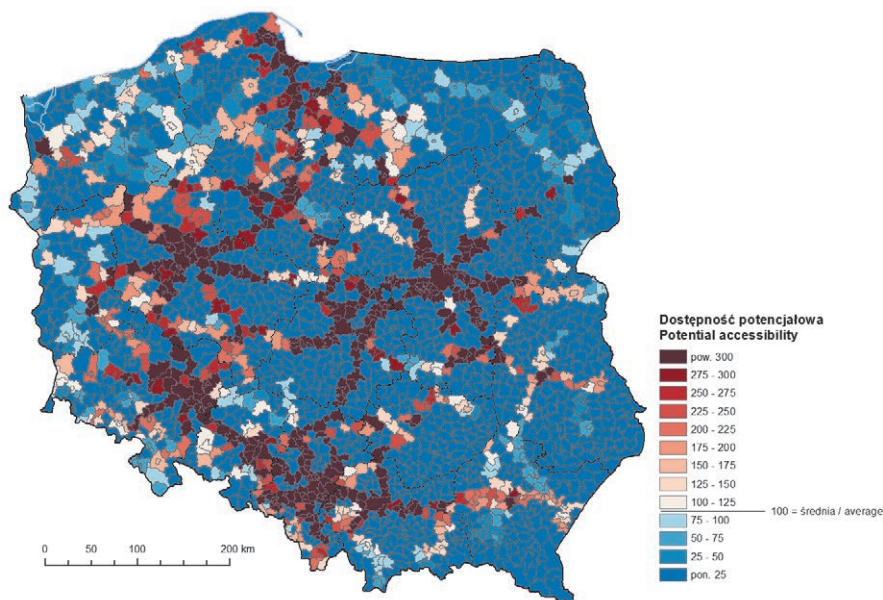 Dostępność potencjałowa
Potential accessibility
pow. 300
275 - 300
250 - 275
225 - 250
200 - 225
175 - 200
150 - 175
125 - 150
100 - 125
100 = średnia / average
75 - 100
50 - 75
25 - 50
pon. 25
0 50 100 200 km